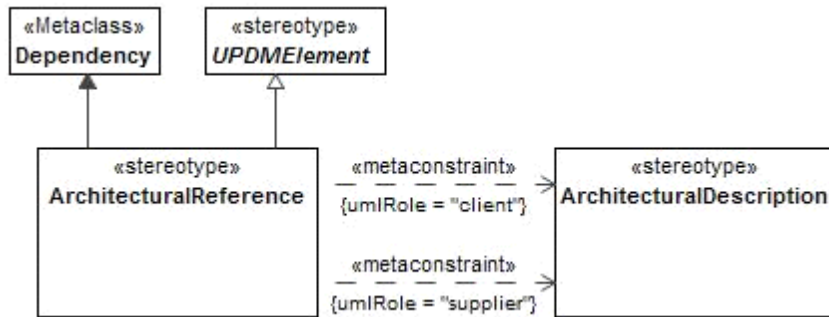 «Metaclass»
Dependency
«stereotype»
UPDMElement
«stereotype»
ArchitecturalReference
«metaconstraint»
{umlRole = "client"}
«metaconstraint»
{umlRole = "supplier"}
«stereotype»
ArchitecturalDescription